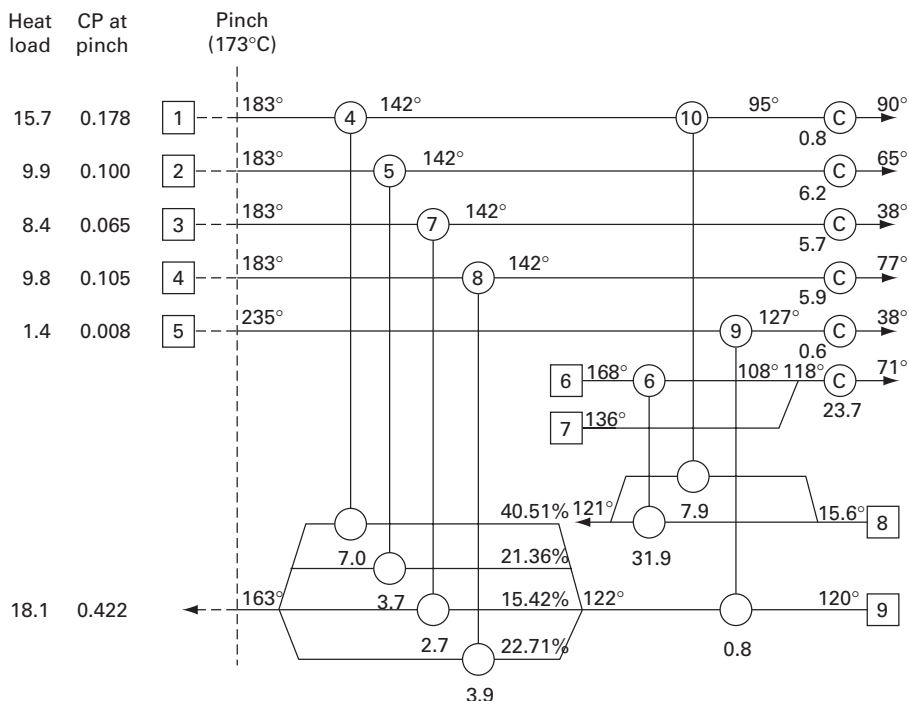 Heat load
CP at pinch
Pinch (173°C)
15.7 0.178 1 183° 4 142° 10 95° C 90°
0.8
9.9 0.100 2 183° 5 142° C 65°
6.2
8.4 0.065 3 183° 7 142° C 38°
5.7
9.8 0.105 4 183° 8 142° C 77°
5.9
1.4 0.008 5 235° 9 127° C 38°
0.6
6 168° 6 108° 118° C 71°
23.7
7 136°
40.51% 121° 7.9 15.6° 8
7.0 31.9
21.36%
3.7
18.1 0.422 163° 15.42% 122° 120° 9
2.7 0.8
22.71%
3.9